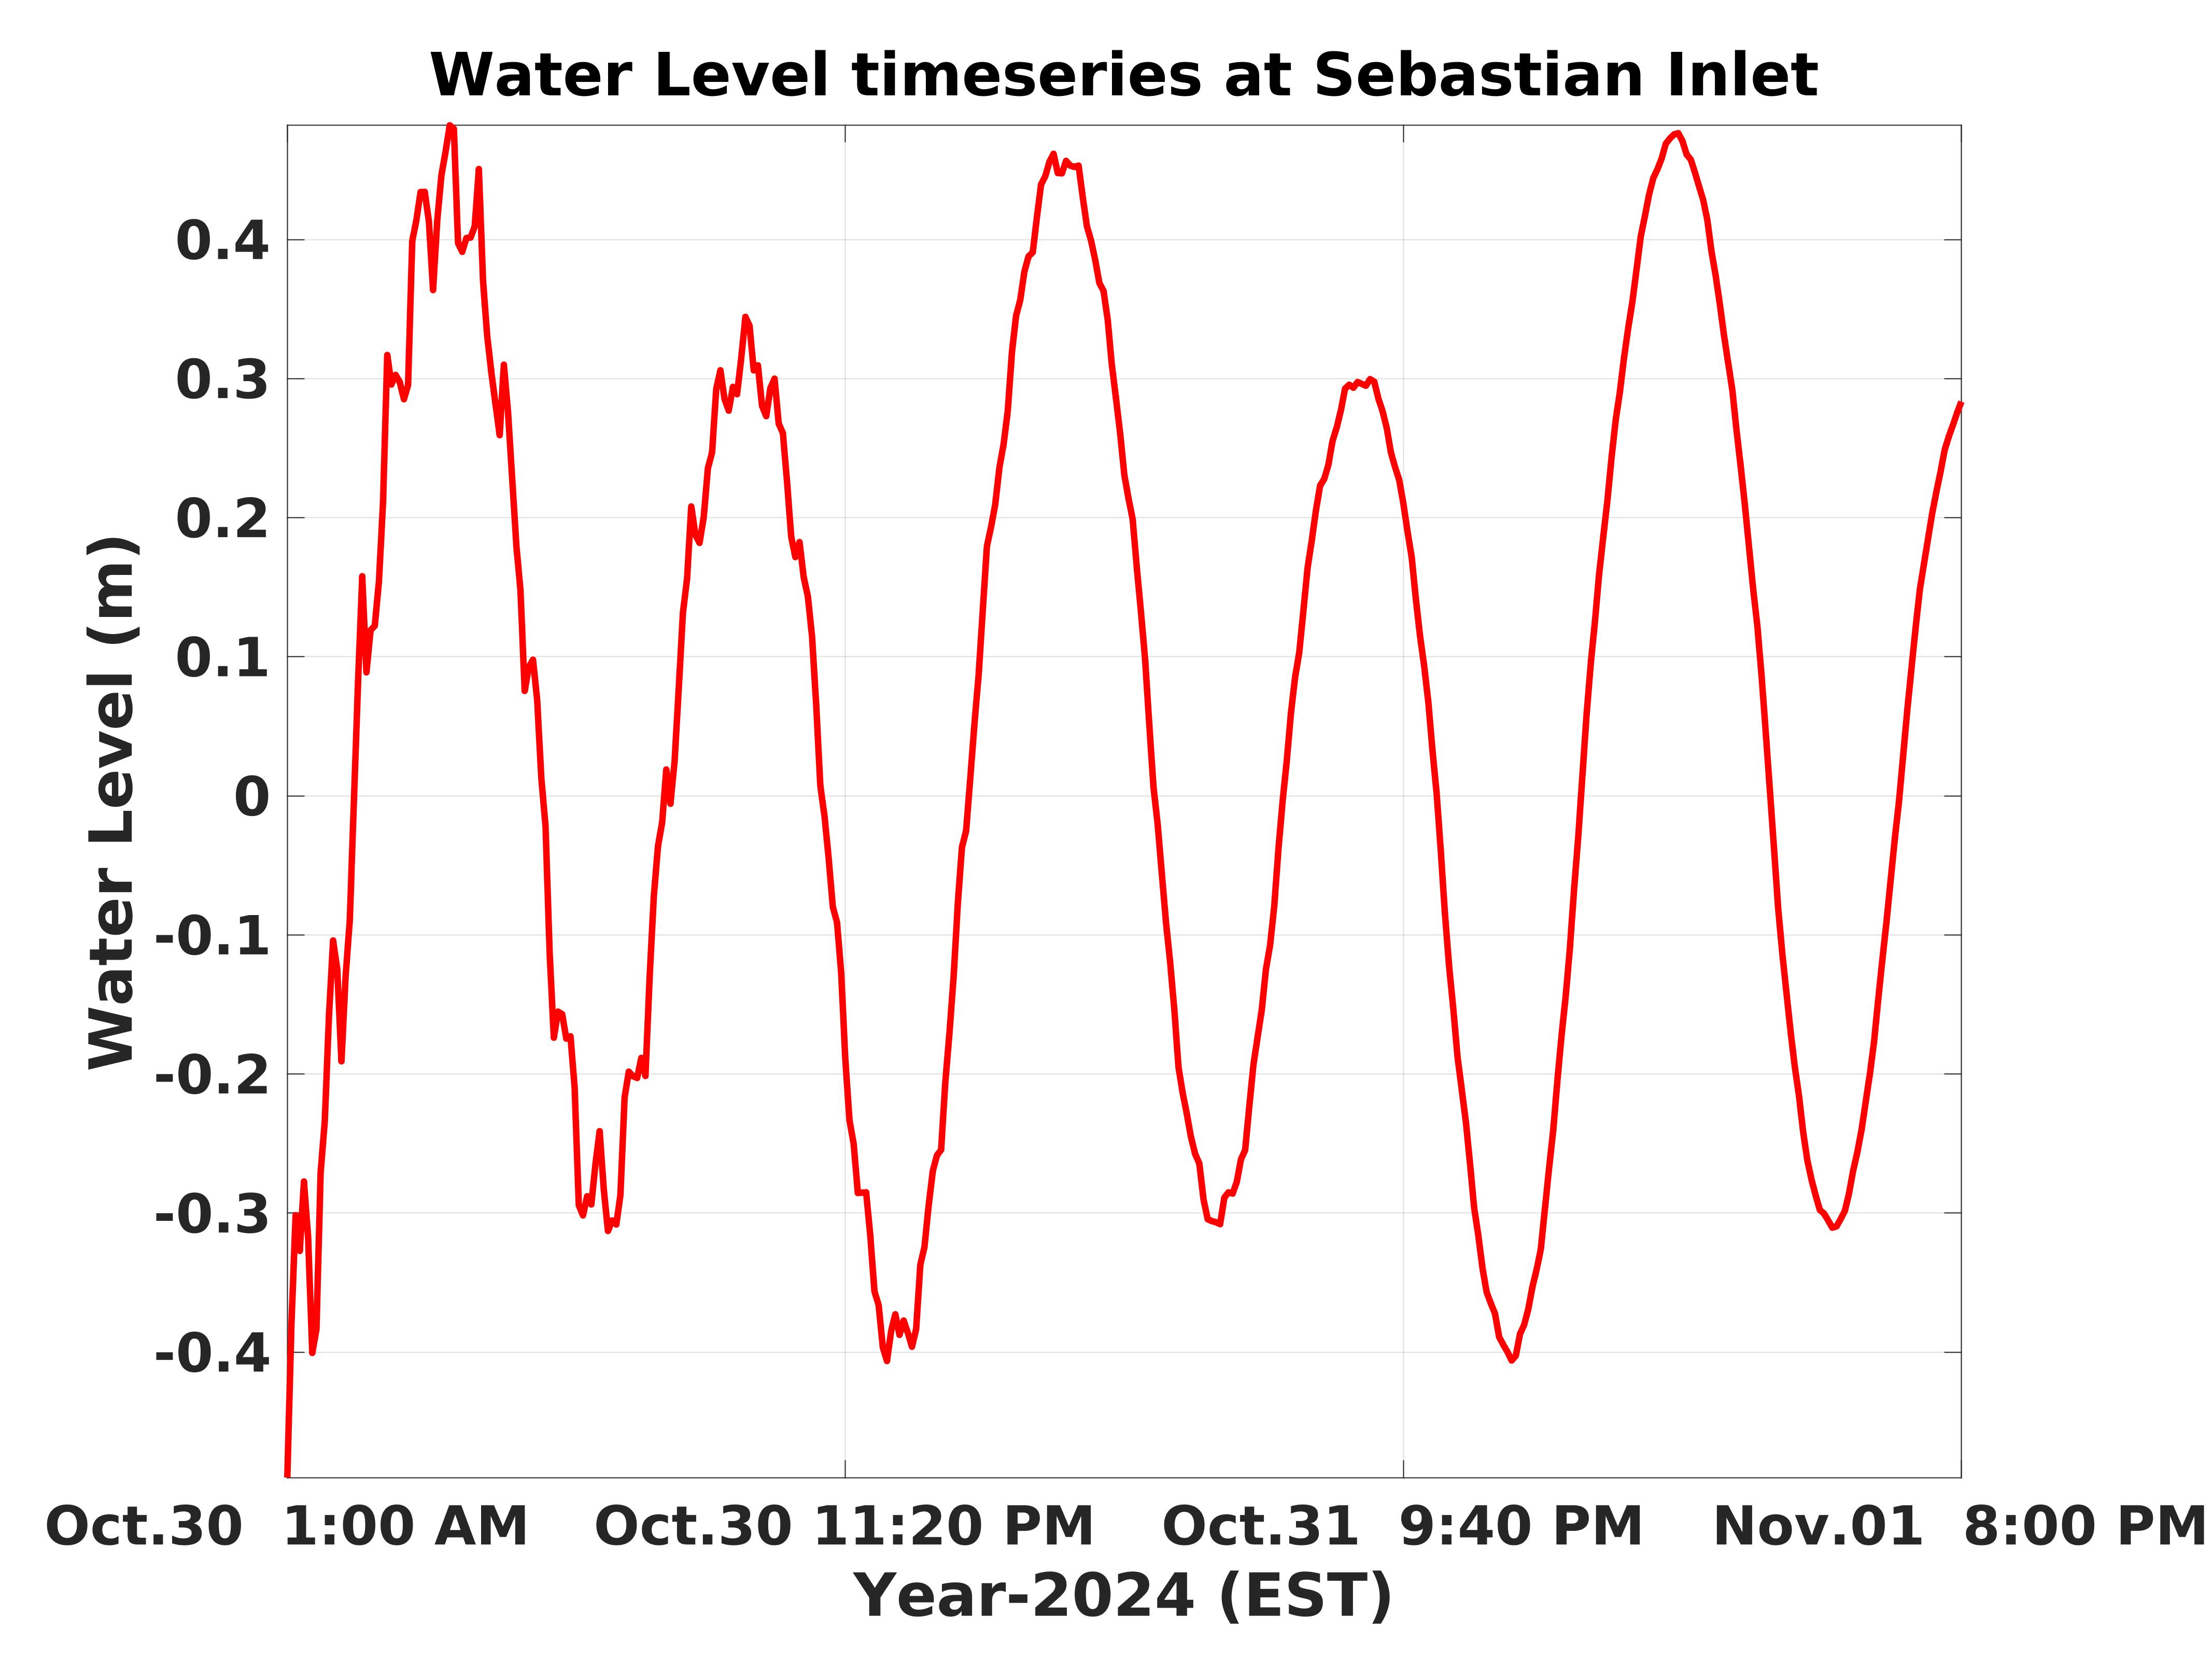 Water Level timeseries at Sebastian Inlet
Water Level (m)
0.4
0.3
0.2
0.1
0
-0.1
-0.2
-0.3
-0.4
Oct.30 1:00 AM Oct.30 11:20 PM Oct.31 9:40 PM Nov.01 8:00 PM
Year-2024 (EST)